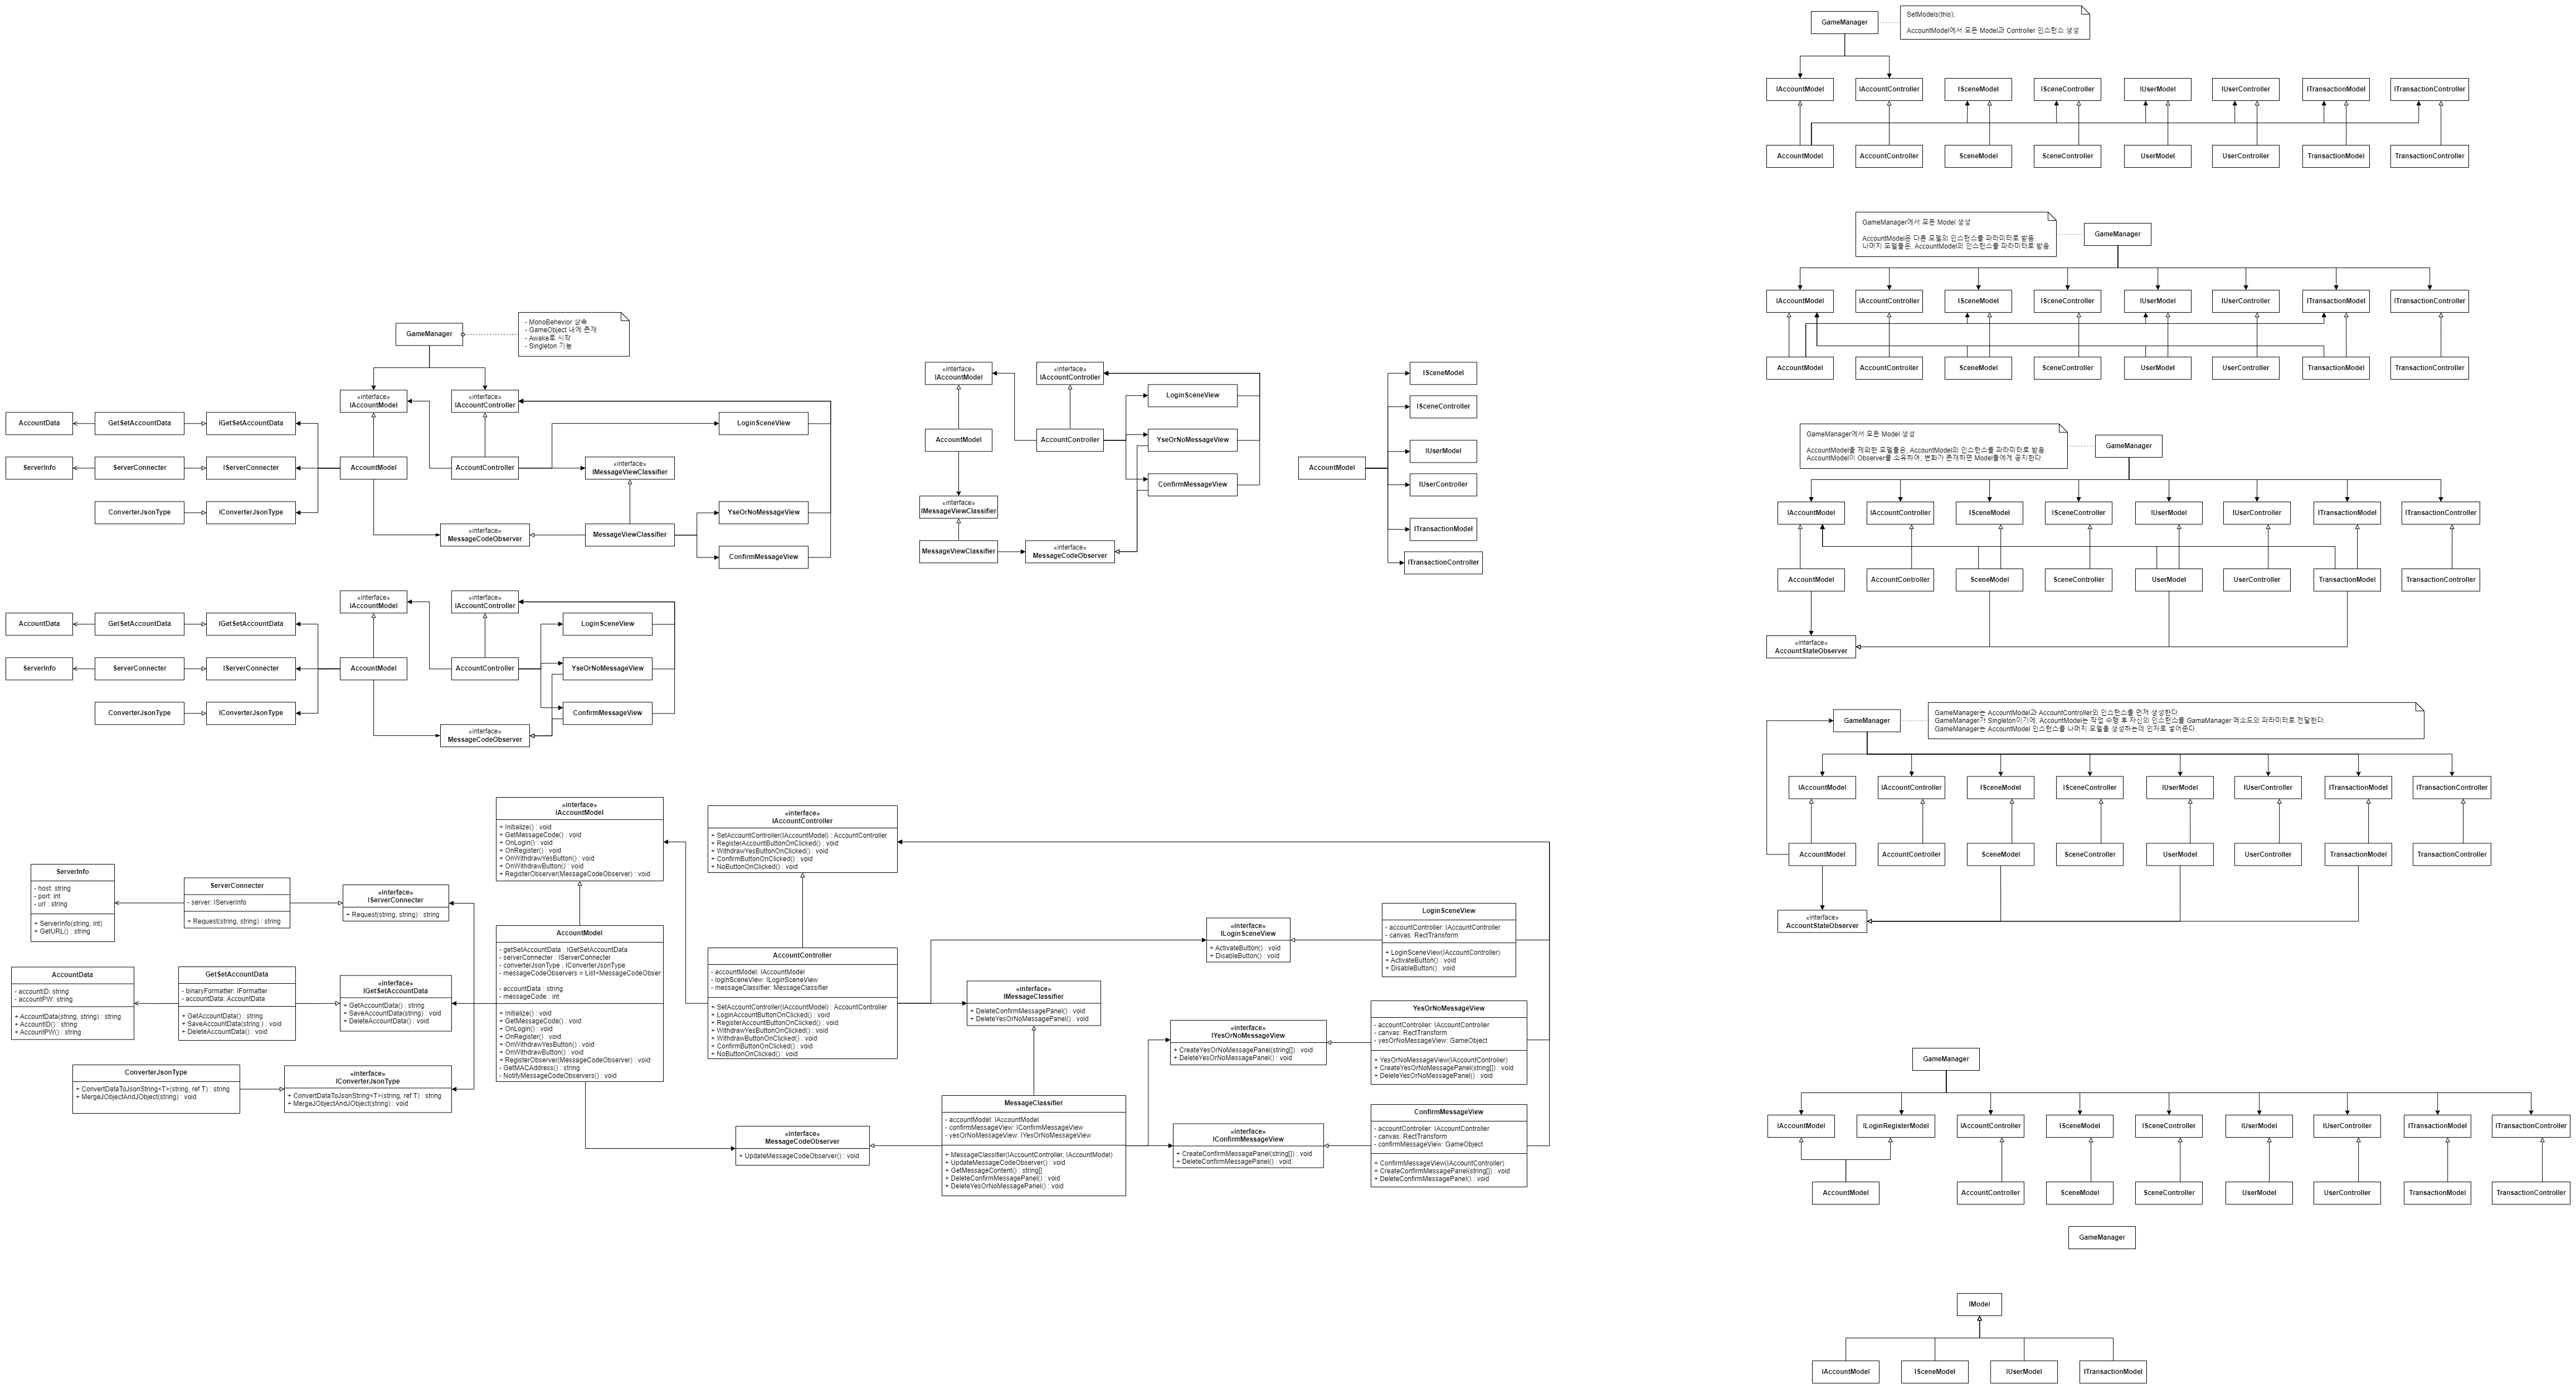 GameManager
- MonoBehevior 상속
- GameObject 내에 존재
- Awake로 시작
- Singleton 기능
«interface»
IAccountModel
«interface»
IAccountController
AccountData
GetSetAccountData
IGetSetAccountData
LoginSceneView
ServerInfo
ServerConnecter
IServerConnecter
AccountModel
AccountController
«interface»
IMessageViewClassifier
ConverterJsonType
IConverterJsonType
YseOrNoMessageView
«interface»
MessageCodeObserver
MessageViewClassifier
ConfirmMessageView
«interface»
IAccountModel
«interface»
IAccountController
AccountData
GetSetAccountData
IGetSetAccountData
LoginSceneView
ServerInfo
ServerConnecter
IServerConnecter
AccountModel
AccountController
YseOrNoMessageView
ConverterJsonType
IConverterJsonType
ConfirmMessageView
«interface»
MessageCodeObserver
«interface»
IAccountModel
«interface»
IAccountController
LoginSceneView
AccountModel
AccountController
YseOrNoMessageView
ConfirmMessageView
«interface»
IMessageViewClassifier
MessageViewClassifier
«interface»
MessageCodeObserver
AccountModel
ISceneModel
ISceneController
IUserModel
IUserController
ITransactionModel
ITransactionController
ServerInfo
- host: string
- port: int
- url : string
+ ServerInfo(string, int)
+ GetURL() : string
ServerConnecter
- server: IServerInfo
+ Request(string, string) : string
«interface»
IServerConnecter
+ Request(string, string) : string
AccountData
- accountID: string
- accountPW: string
+ AccountData(string, string) : string
+ AccountID() : string
+ AccountPW() : string
GetSetAccountData
- binaryFormatter: IFormatter
- accountData: AccountData
+ GetAccountData() : string
+ SaveAccountData(string ) : void
+ DeleteAccountData() : void
«interface»
IGetSetAccountData
+ GetAccountData() : string
+ SaveAccountData(string) : void
+ DeleteAccountData() : void
ConverterJsonType
+ ConvertDataToJsonString<T>(string, ref T) : string
+ MergeJObjectAndJObject(string) : void
«interface»
IConverterJsonType
+ ConvertDataToJsonString<T>(string, ref T) : string
+ MergeJObjectAndJObject(string) : void
«interface»
IAccountModel
+ Initialize() : void
+ GetMessageCode() : void
+ OnLogin() : void
+ OnRegister() : void
+ OnWithdrawYesButton() : void
+ OnWithdrawButton() : void
+ RegisterObserver(MessageCodeObserver) : void
AccountModel
- getSetAccountData : IGetSetAccountData
- serverConnecter : IServerConnecter
- converterJsonType : IConverterJsonType
- messageCodeObservers = List<MessageCodeObser
- accountData : string
- messageCode : int
+ Initialize() : void
+ GetMessageCode() : void
+ OnLogin() : void
+ OnRegister() : void
+ OnWithdrawYesButton() : void
+ OnWithdrawButton() : void
+ RegisterObserver(MessageCodeObserver) : void
- GetMACAddress() : string
- NotifyMessageCodeObservers() : void
«interface»
IAccountController
+ SetAccountController(IAccountModel) : AccountController
+ RegisterAccountButtonOnClicked() : void
+ WithdrawYesButtonOnClicked() : void
+ ConfirmButtonOnClicked() : void
+ NoButtonOnClicked() : void
AccountController
- accountModel: IAccountModel
- loginSceneView: ILoginSceneView
- messageClassifier: MessageClassifier
+ SetAccountController(IAccountModel) : AccountController
+ LoginAccountButtonOnClicked() : void
+ RegisterAccountButtonOnClicked() : void
+ WithdrawYesButtonOnClicked() : void
+ WithdrawButtonOnClicked() : void
+ ConfirmButtonOnClicked() : void
+ NoButtonOnClicked() : void
«interface»
MessageCodeObserver
+ UpdateMessageCodeObserver() : void
«interface»
IMessageClassifier
+ DeleteConfirmMessagePanel() : void
+ DeleteYesOrNoMessagePanel() : void
MessageClassifier
- accountModel: IAccountModel
- confirmMessageView: IConfirmMessageView
- yesOrNoMessageView: IYesOrNoMessageView
+ MessageClassifier(IAccountController, IAccountModel)
+ UpdateMessageCodeObserver() : void
+ GetMessageContent() : string[]
+ DeleteConfirmMessagePanel() : void
+ DeleteYesOrNoMessagePanel() : void
«interface»
ILoginSceneView
+ ActivateButton() : void
+ DisableButton() : void
LoginSceneView
- accountController: IAccountController
- canvas: RectTransform
+ LoginSceneView(IAccountController)
+ ActivateButton() : void
+ DisableButton() : void
«interface»
IYesOrNoMessageView
+ CreateYesOrNoMessagePanel(string[]) : void
+ DeleteYesOrNoMessagePanel() : void
YesOrNoMessageView
- accountController: IAccountController
- canvas: RectTransform
- yesOrNoMessageView: GameObject
+ YesOrNoMessageView(IAccountController)
+ CreateYesOrNoMessagePanel(string[]) : void
+ DeleteYesOrNoMessagePanel() : void
«interface»
IConfirmMessageView
+ CreateConfirmMessagePanel(string[]) : void
+ DeleteConfirmMessagePanel() : void
ConfirmMessageView
- accountController: IAccountController
- canvas: RectTransform
- confirmMessageView: GameObject
+ ConfirmMessageView(IAccountController)
+ CreateConfirmMessagePanel(string[]) : void
+ DeleteConfirmMessagePanel() : void
GameManager
SetModels(this);
AccountModel에서 모든 Model과 Controller 인스턴스 생성
IAccountModel
IAccountController
ISceneModel
ISceneController
IUserModel
IUserController
ITransactionModel
ITransactionController
AccountModel
AccountController
SceneModel
SceneController
UserModel
UserController
TransactionModel
TransactionController
GameManager에서 모든 Model 생성
AccountModel은 다른 모델의 인스턴스를 파라미터로 받음.
나머지 모델들은, AccountModel의 인스턴스를 파라미터로 받음.
GameManager
IAccountModel
IAccountController
ISceneModel
ISceneController
IUserModel
IUserController
ITransactionModel
ITransactionController
AccountModel
AccountController
SceneModel
SceneController
UserModel
UserController
TransactionModel
TransactionController
GameManager에서 모든 Model 생성
AccountModel을 제외한 모델들은, AccountModel의 인스턴스를 파라미터로 받음.
AccountModel이 Observer를 소유하여, 변화가 존재하면 Model들에게 공지한다.
GameManager
IAccountModel
IAccountController
ISceneModel
ISceneController
IUserModel
IUserController
ITransactionModel
ITransactionController
AccountModel
AccountController
SceneModel
SceneController
UserModel
UserController
TransactionModel
TransactionController
«interface»
AccountStateObserver
GameManager
GameManager는 AccountModel과 AccountController의 인스턴스를 먼저 생성한다.
GameManager가 Singleton이기에, AccountModel는 작업 수행 후 자신의 인스턴스를 GamaManager 메소드의 파라미터로 전달한다.
GameManager는 AccountModel 인스턴스를 나머지 모델을 생성하는데 인자로 넣어준다.
IAccountModel
IAccountController
ISceneModel
ISceneController
IUserModel
IUserController
ITransactionModel
ITransactionController
AccountModel
AccountController
SceneModel
SceneController
UserModel
UserController
TransactionModel
TransactionController
«interface»
AccountStateObserver
GameManager
IAccountModel
ILoginRegisterModel
IAccountController
ISceneModel
ISceneController
IUserModel
IUserController
ITransactionModel
ITransactionController
AccountModel
AccountController
SceneModel
SceneController
UserModel
UserController
TransactionModel
TransactionController
GameManager
IModel
IAccountModel
ISceneModel
IUserModel
ITransactionModel